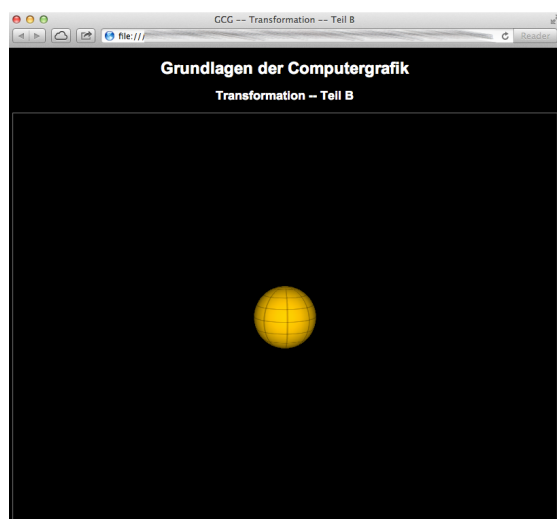 GCG -- Transformation -- Teil B
file:///
Reader
Grundlagen der Computergrafik
Transformation -- Teil B